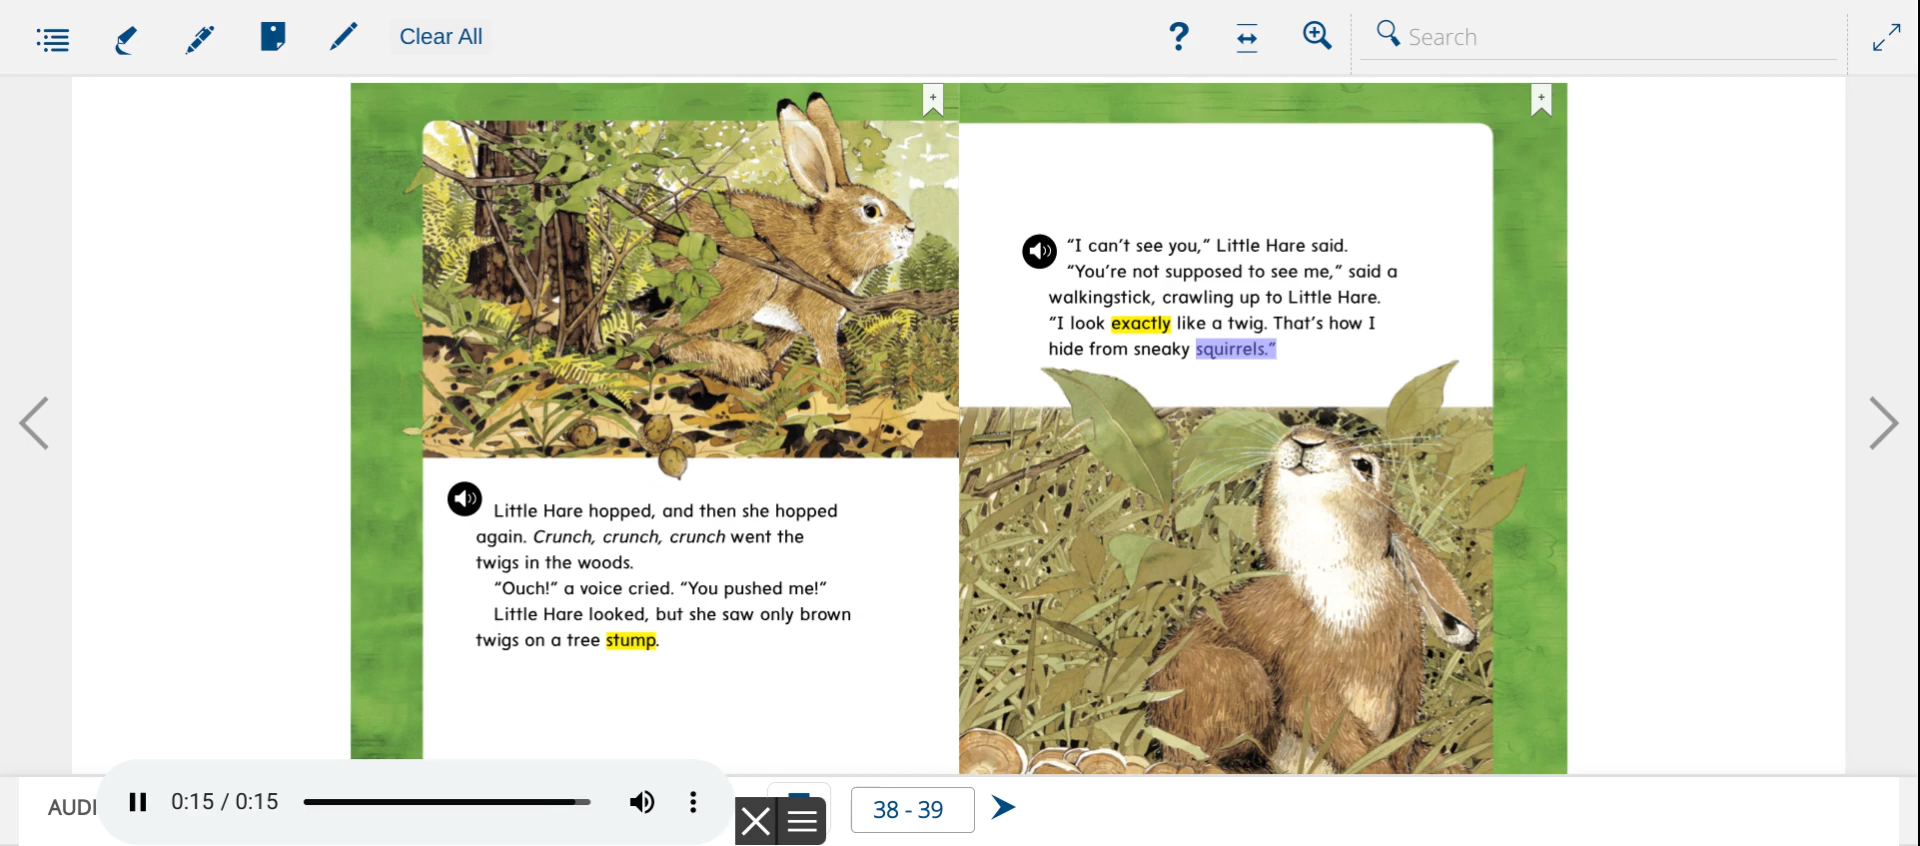 Clear All
?
Search
Little Hare hopped, and then she hopped
again. Crunch, crunch, crunch went the
twigs in the woods.
“Ouch!” a voice cried. “You pushed me!”
Little Hare looked, but she saw only brown
twigs on a tree stump.
“I can’t see you,” Little Hare said.
“You’re not supposed to see me,” said a
walkingstick, crawling up to Little Hare.
“I look exactly like a twig. That’s how I
hide from sneaky squirrels.”
AUDI
0:15 / 0:15
38 - 39